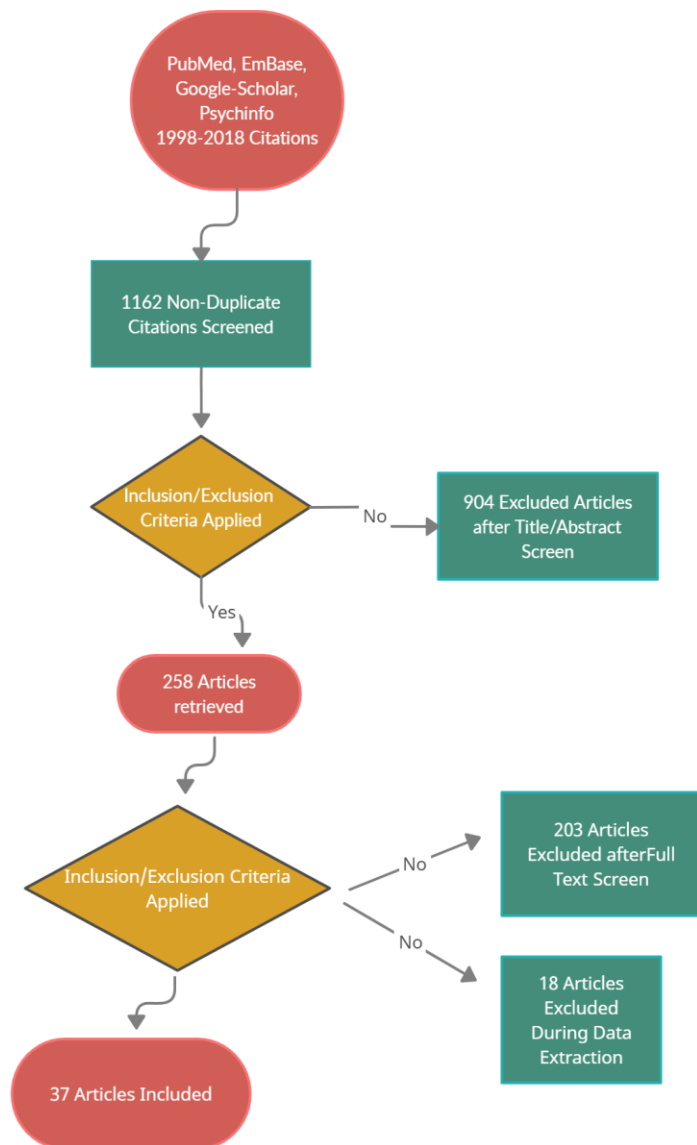 PubMed, EmBase,
Google-Scholar,
Psychinfo
1998-2018 Citations
1162 Non-Duplicate
Citations Screened
Inclusion/Exclusion
Criteria Applied
No
904 Excluded Articles
after Title/Abstract
Screen
Yes
258 Articles
retrieved
Inclusion/Exclusion Criteria
Applied
No
203 Articles
Excluded afterFull
Text Screen
No
18 Articles
Excluded
During Data
Extraction
37 Articles Included